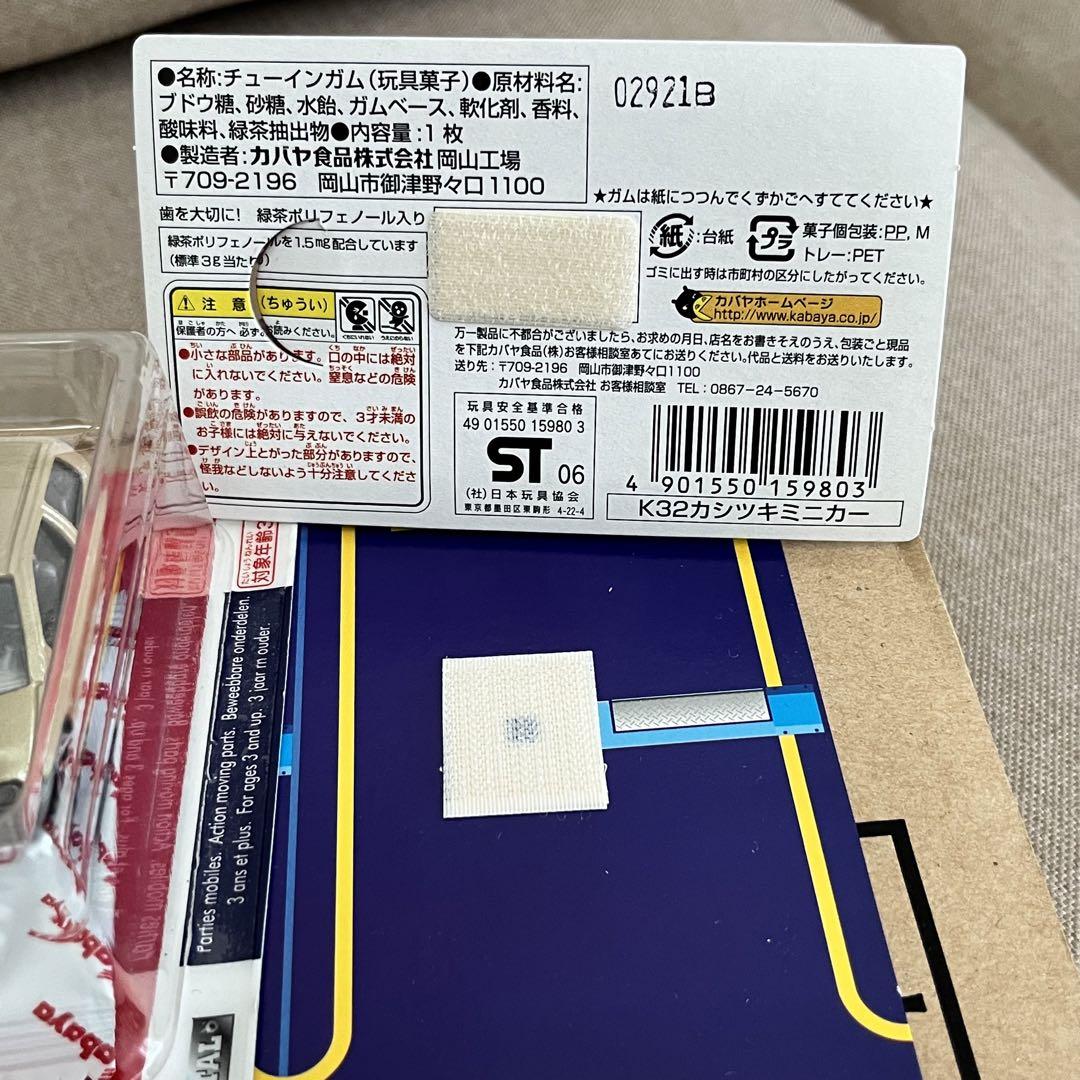 ●名称:チューインガム(玩具菓子)●原材料名:
ブドウ糖、砂糖、水飴、ガムベース、軟化剤、香料、
酸味料、緑茶抽出物●内容量:1枚
●製造者:カバヤ食品株式会社 岡山工場
〒709-2196 岡山市御津野々口1100
02921B
★ガムは紙につつんでくずかごへすててください★
歯を大切に! 緑茶ポリフェノール入り
緑茶ポリフェノールを1.5mg配合しています
(標準3g当たり)
紙 :台紙
プラ 菓子個包装:PP, M
トレー:PET
ゴミに出す時は市町村の区分にしたがってください。
カバヤホームページ
http://www.kabaya.co.jp/
注意(ちゅうい)
保護者の方へ 必ずお読みください。
●小さな部品があります。口の中には絶対
に入れないでください。窒息などの危険
があります。
●誤飲の危険がありますので、3才未満の
お子様には絶対に与えないでください。
●デザイン上とがった部分がありますので、
怪我などしないよう十分注意してくださ
い。
万一製品に不都合がございましたら、お求めの月日、店名をお書きそえのうえ、包装ごと現品
を下記カバヤ食品(株)お客様相談室あてにお送りください。代品と送料をお送りいたします。
送り先:〒709-2196 岡山市御津野々口1100
カバヤ食品株式会社 お客様相談室 TEL:0867-24-5670
玩具安全基準合格
49 01550 15980 3
ST 06
(社)日本玩具協会
東京都墨田区東駒形 4-22-4
4 901550 159803
K32カシツキミニカー
対象年齢3
Parties mobiles. Action moving parts. Beweegbare onderdelen.
3 ans et plus. For ages 3 and up. 3 jaar en ouder.
kabaya
abaya